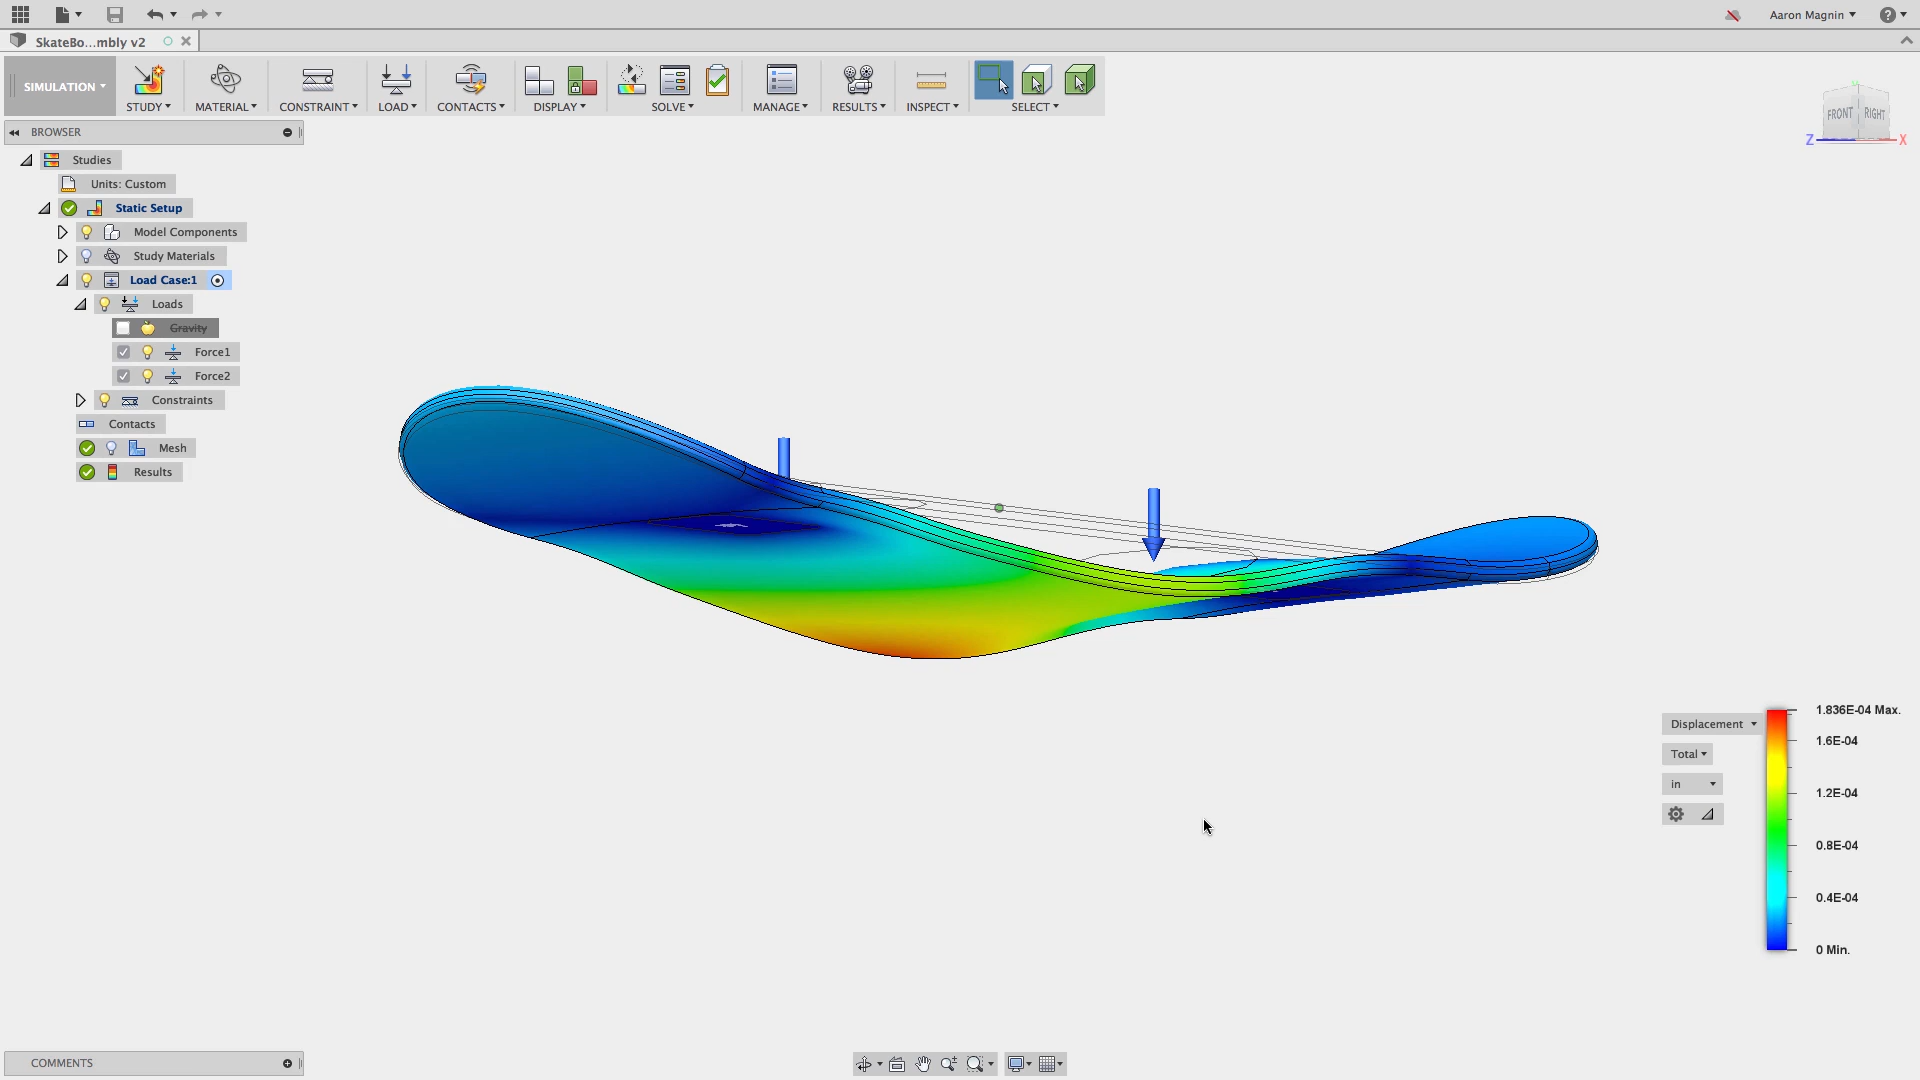 Aaron Magnin
SkateBo...mbly v2
SIMULATION
STUDY
MATERIAL
CONSTRAINT
LOAD
CONTACTS
DISPLAY
SOLVE
MANAGE
RESULTS
INSPECT
SELECT
BROWSER
FRONT
RIGHT
Z
X
Studies
Units: Custom
Static Setup
Model Components
Study Materials
Load Case:1
Loads
Gravity
Force1
Force2
Constraints
Contacts
Mesh
Results
Displacement
Total
in
1.836E-04 Max.
1.6E-04
1.2E-04
0.8E-04
0.4E-04
0 Min.
COMMENTS